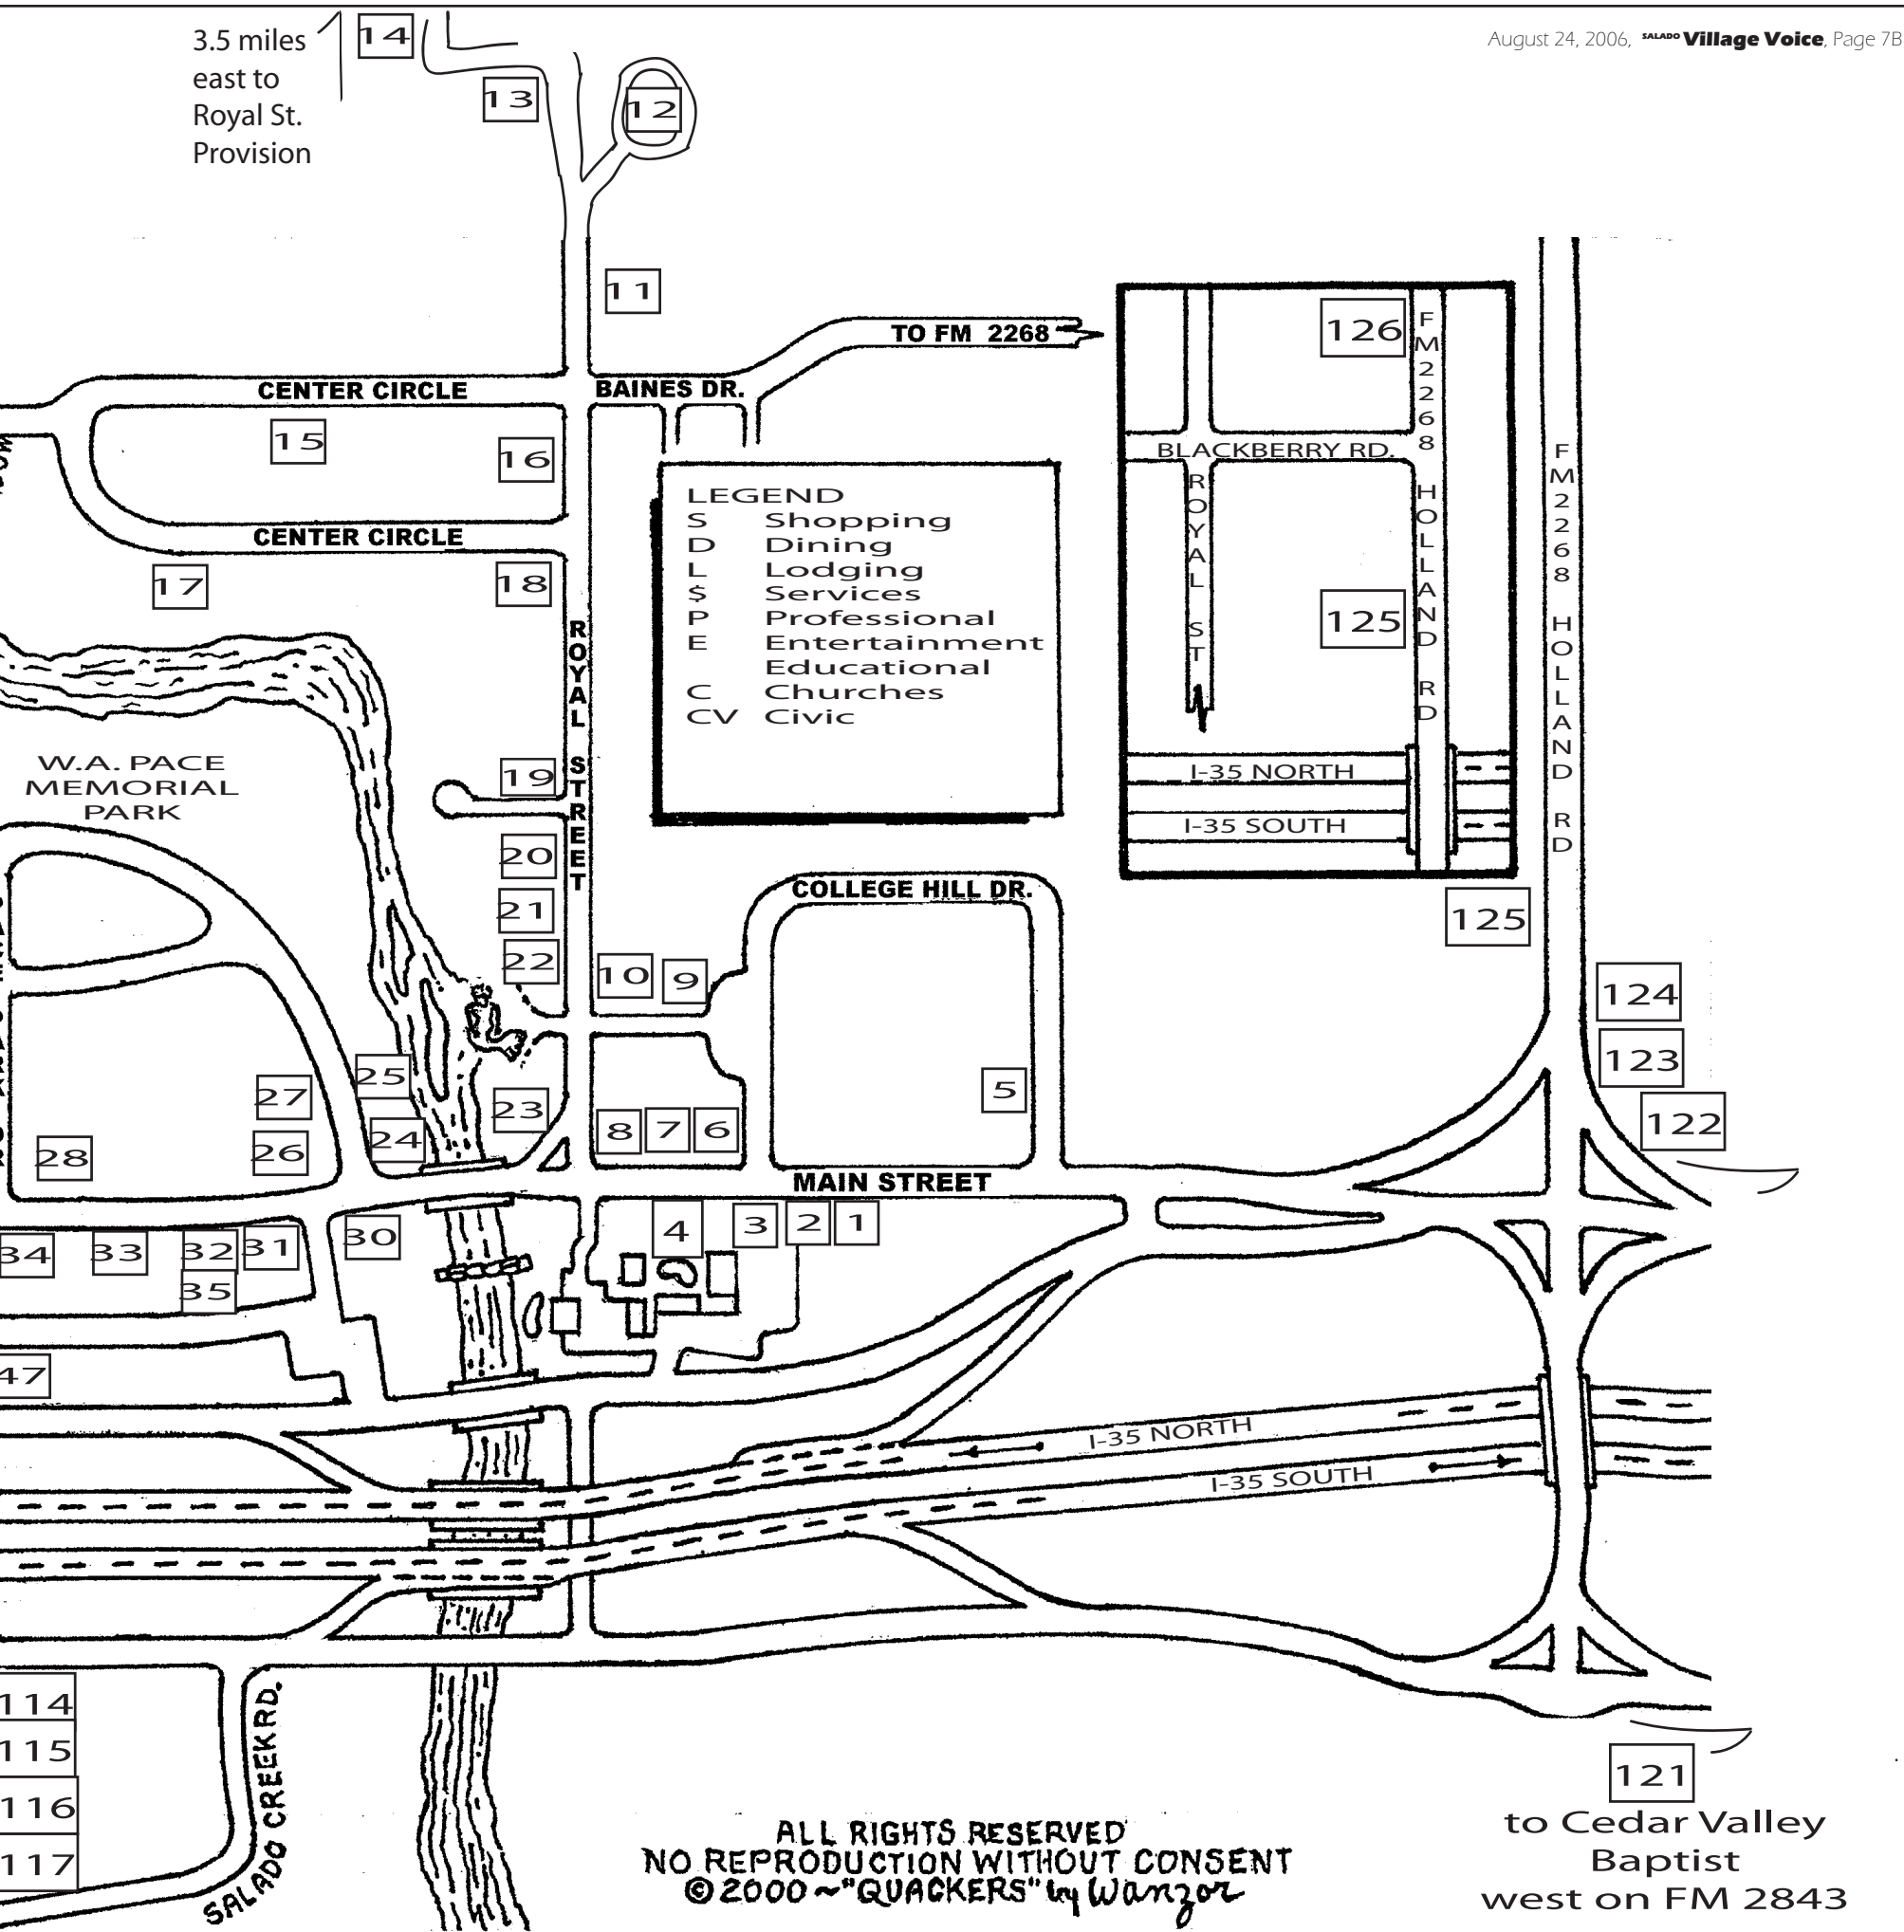 August 24, 2006, SALADO Village Voice, Page 7B
3.5 miles
east to
Royal St.
Provision
14
13
12
11
TO FM 2268
CENTER CIRCLE
BAINES DR.
15
16
CENTER CIRCLE
17
18
ROYAL STREET
LEGEND
S Shopping
D Dining
L Lodging
$ Services
P Professional
E Entertainment
Educational
C Churches
CV Civic
126
FM2268 HOLLAND RD
BLACKBERRY RD.
ROYAL ST
125
I-35 NORTH
I-35 SOUTH
FM2268 HOLLAND RD
W.A. PACE
MEMORIAL
PARK
19
20
21
22
COLLEGE HILL DR.
10
9
125
124
123
122
25
27
23
5
24
26
28
8
7
6
MAIN STREET
4
3
2
1
30
31
32
33
34
35
47
I-35 NORTH
I-35 SOUTH
114
115
116
117
SALADO CREEK RD.
121
to Cedar Valley
Baptist
west on FM 2843
ALL RIGHTS RESERVED
NO REPRODUCTION WITHOUT CONSENT
© 2000 ~ "QUACKERS" by Wanzor